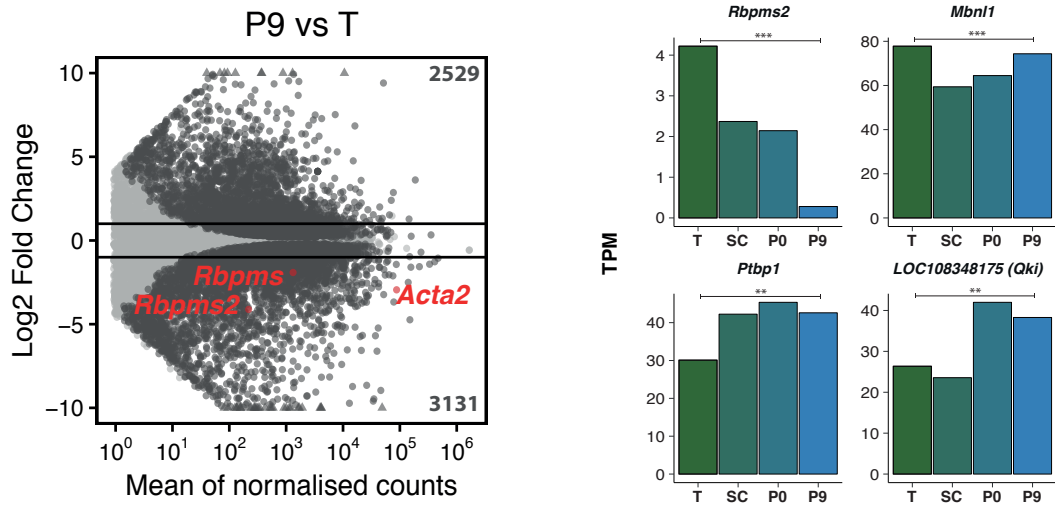 P9 vs T
Log2 Fold Change
10
5
0
−5
−10
2529
Rbpms
Rbpms2
Acta2
3131
10^0 10^1 10^2 10^3 10^4 10^5 10^6
Mean of normalised counts
TPM
Rbpms2
***
4
3
2
1
0
T SC P0 P9
Mbnl1
***
80
60
40
20
0
T SC P0 P9
Ptbp1
**
40
30
20
10
0
T SC P0 P9
LOC108348175 (Qki)
**
40
30
20
10
0
T SC P0 P9